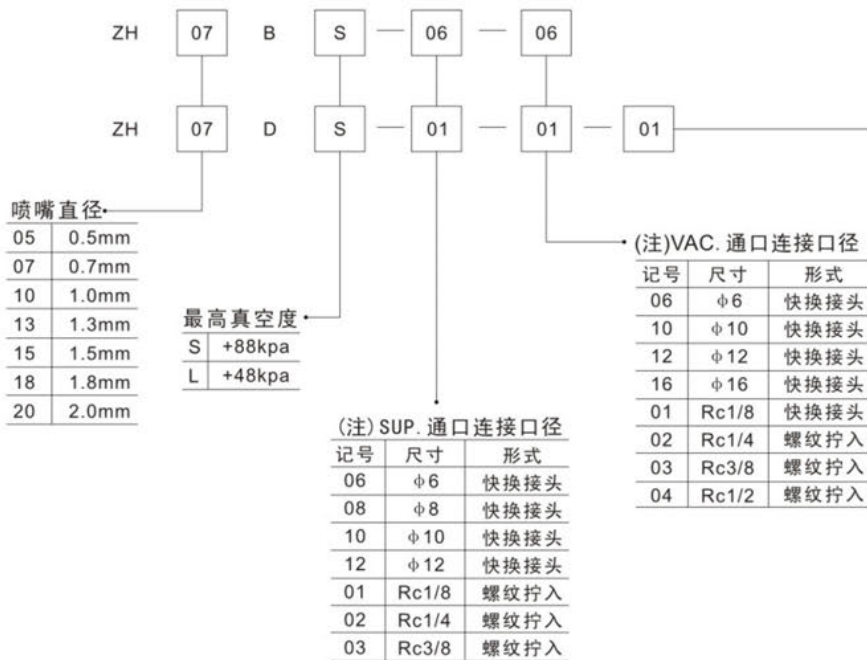 ZH 07 B S — 06 — 06
ZH 07 D S — 01 — 01 — 01
喷嘴直径
05 0.5mm
07 0.7mm
10 1.0mm
13 1.3mm
15 1.5mm
18 1.8mm
20 2.0mm
最高真空度
S +88kpa
L +48kpa
(注)SUP.通口连接口径
记号 尺寸 形式
06 φ6 快换接头
08 φ8 快换接头
10 φ10 快换接头
12 φ12 快换接头
01 Rc1/8 螺纹拧入
02 Rc1/4 螺纹拧入
03 Rc3/8 螺纹拧入
(注)VAC.通口连接口径
记号 尺寸 形式
06 φ6 快换接头
10 φ10 快换接头
12 φ12 快换接头
16 φ16 快换接头
01 Rc1/8 快换接头
02 Rc1/4 螺纹拧入
03 Rc3/8 螺纹拧入
04 Rc1/2 螺纹拧入